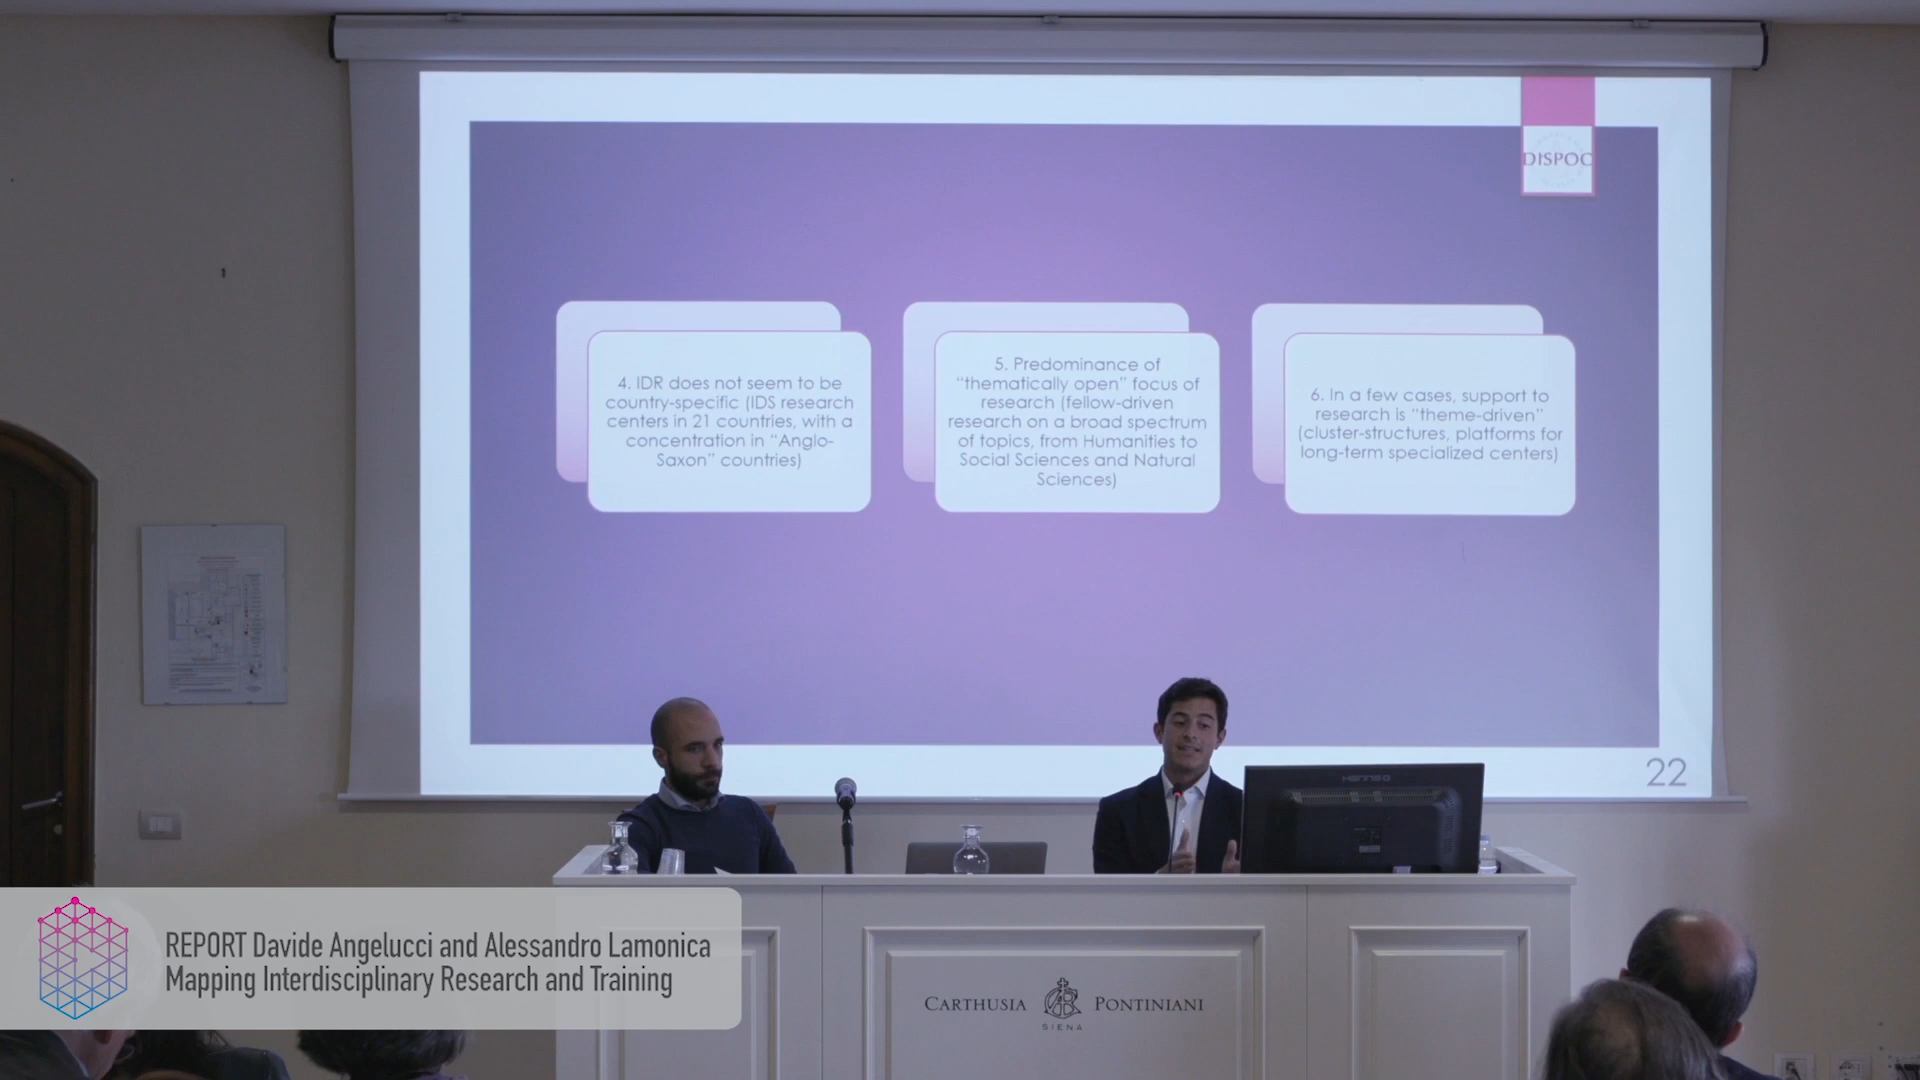 DISPOC
4. IDR does not seem to be
country-specific (IDS research
centers in 21 countries, with a
concentration in “Anglo-
Saxon” countries)
5. Predominance of
“thematically open” focus of
research (fellow-driven
research on a broad spectrum
of topics, from Humanities to
Social Sciences and Natural
Sciences)
6. In a few cases, support to
research is “theme-driven”
(cluster-structures, platforms for
long-term specialized centers)
22
REPORT Davide Angelucci and Alessandro Lamonica
Mapping Interdisciplinary Research and Training
CARTHUSIA PONTINIANI
SIENA